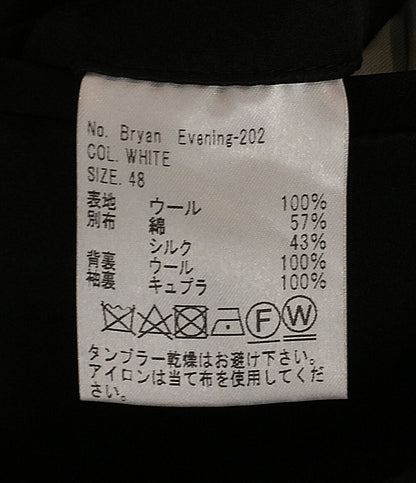 No. Bryan Evening-202
COL. WHITE
SIZE. 48
表地 ウール 100%
別布 綿 57%
シルク 43%
背裏 ウール 100%
袖裏 キュプラ 100%
F W
タンブラー乾燥はお避け下さい。
アイロンは当て布を使用してくだ
さい。